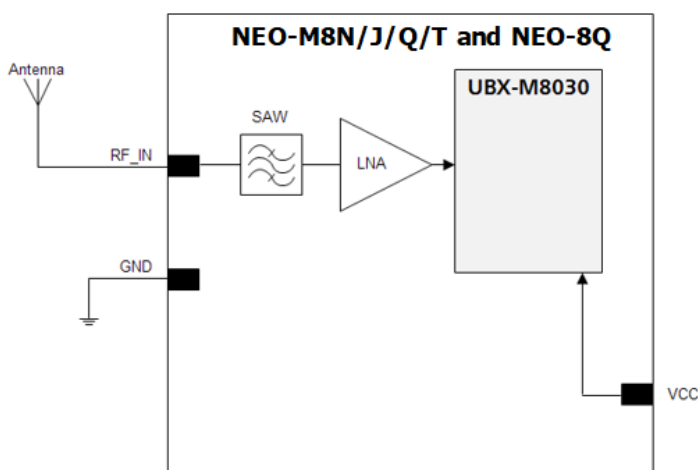 NEO-M8N/J/Q/T and NEO-8Q
Antenna
UBX-M8030
SAW
RF_IN
LNA
GND
VCC